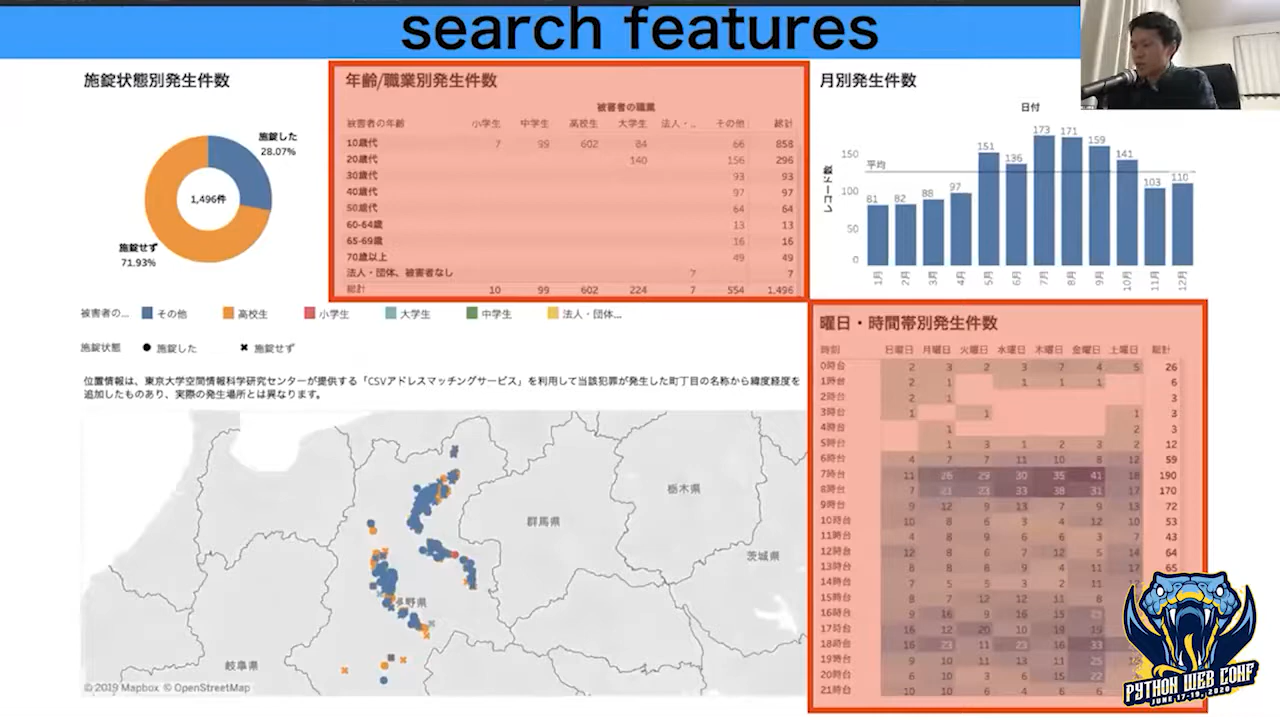 search features
施錠状態別発生件数
施錠した
28.07%
1,496件
施錠せず
71.93%
年齢/職業別発生件数
被害者の職業
被害者の年齢 小学生 中学生 高校生 大学生 法人・.. その他 総計
10歳代 7 99 602 84 66 858
20歳代 140 156 296
30歳代 93 93
40歳代 97 97
50歳代 64 64
60-64歳 13 13
65-69歳 16 16
70歳以上 49 49
法人・団体、被害者なし 7 7
総計 10 99 602 224 7 554 1,496
月別発生件数
日付
レコード数
150
100
50
0
平均
81 82 88 97 151 136 173 171 159 141 103 110
1月 2月 3月 4月 5月 6月 7月 8月 9月 10月 11月 12月
被害者の... その他 高校生 小学生 大学生 中学生 法人・団体...
施錠状態 施錠した 施錠せず
位置情報は、東京大学空間情報科学研究センターが提供する「CSVアドレスマッチングサービス」を利用して当該犯罪が発生した町丁目の名称から緯度経度を
追加したものあり、実際の発生場所とは異なります。
栃木県
群馬県
茨城県
長野県
岐阜県
© 2019 Mapbox © OpenStreetMap
曜日・時間帯別発生件数
時刻 日曜日 月曜日 火曜日 水曜日 木曜日 金曜日 土曜日 総計
0時台 2 3 2 3 7 4 5 26
1時台 2 1 1 1 1 6
2時台 2 1 3
3時台 1 1 1 3
4時台 1 2 3
5時台 1 3 1 2 3 2 12
6時台 4 7 7 11 10 8 12 59
7時台 11 26 29 30 35 41 18 190
8時台 7 21 23 33 38 31 17 170
9時台 9 12 9 13 7 9 13 72
10時台 10 8 6 3 4 12 10 53
11時台 4 8 9 6 6 3 7 43
12時台 12 8 6 7 12 5 14 64
13時台 8 8 8 9 4 11 17 65
14時台 7 5 5 3 2 11
15時台 8 7 12 12 11 8
16時台 9 16 9 16 15
17時台 16 12 20 10 19 19
18時台 16 23 11 23 16 33
19時台 9 10 11 13 11 25
20時台 6 10 3 6 15 22
21時台 10 10 6 4 6 6
PYTHON WEB CONF
JUNE 17-19, 2020